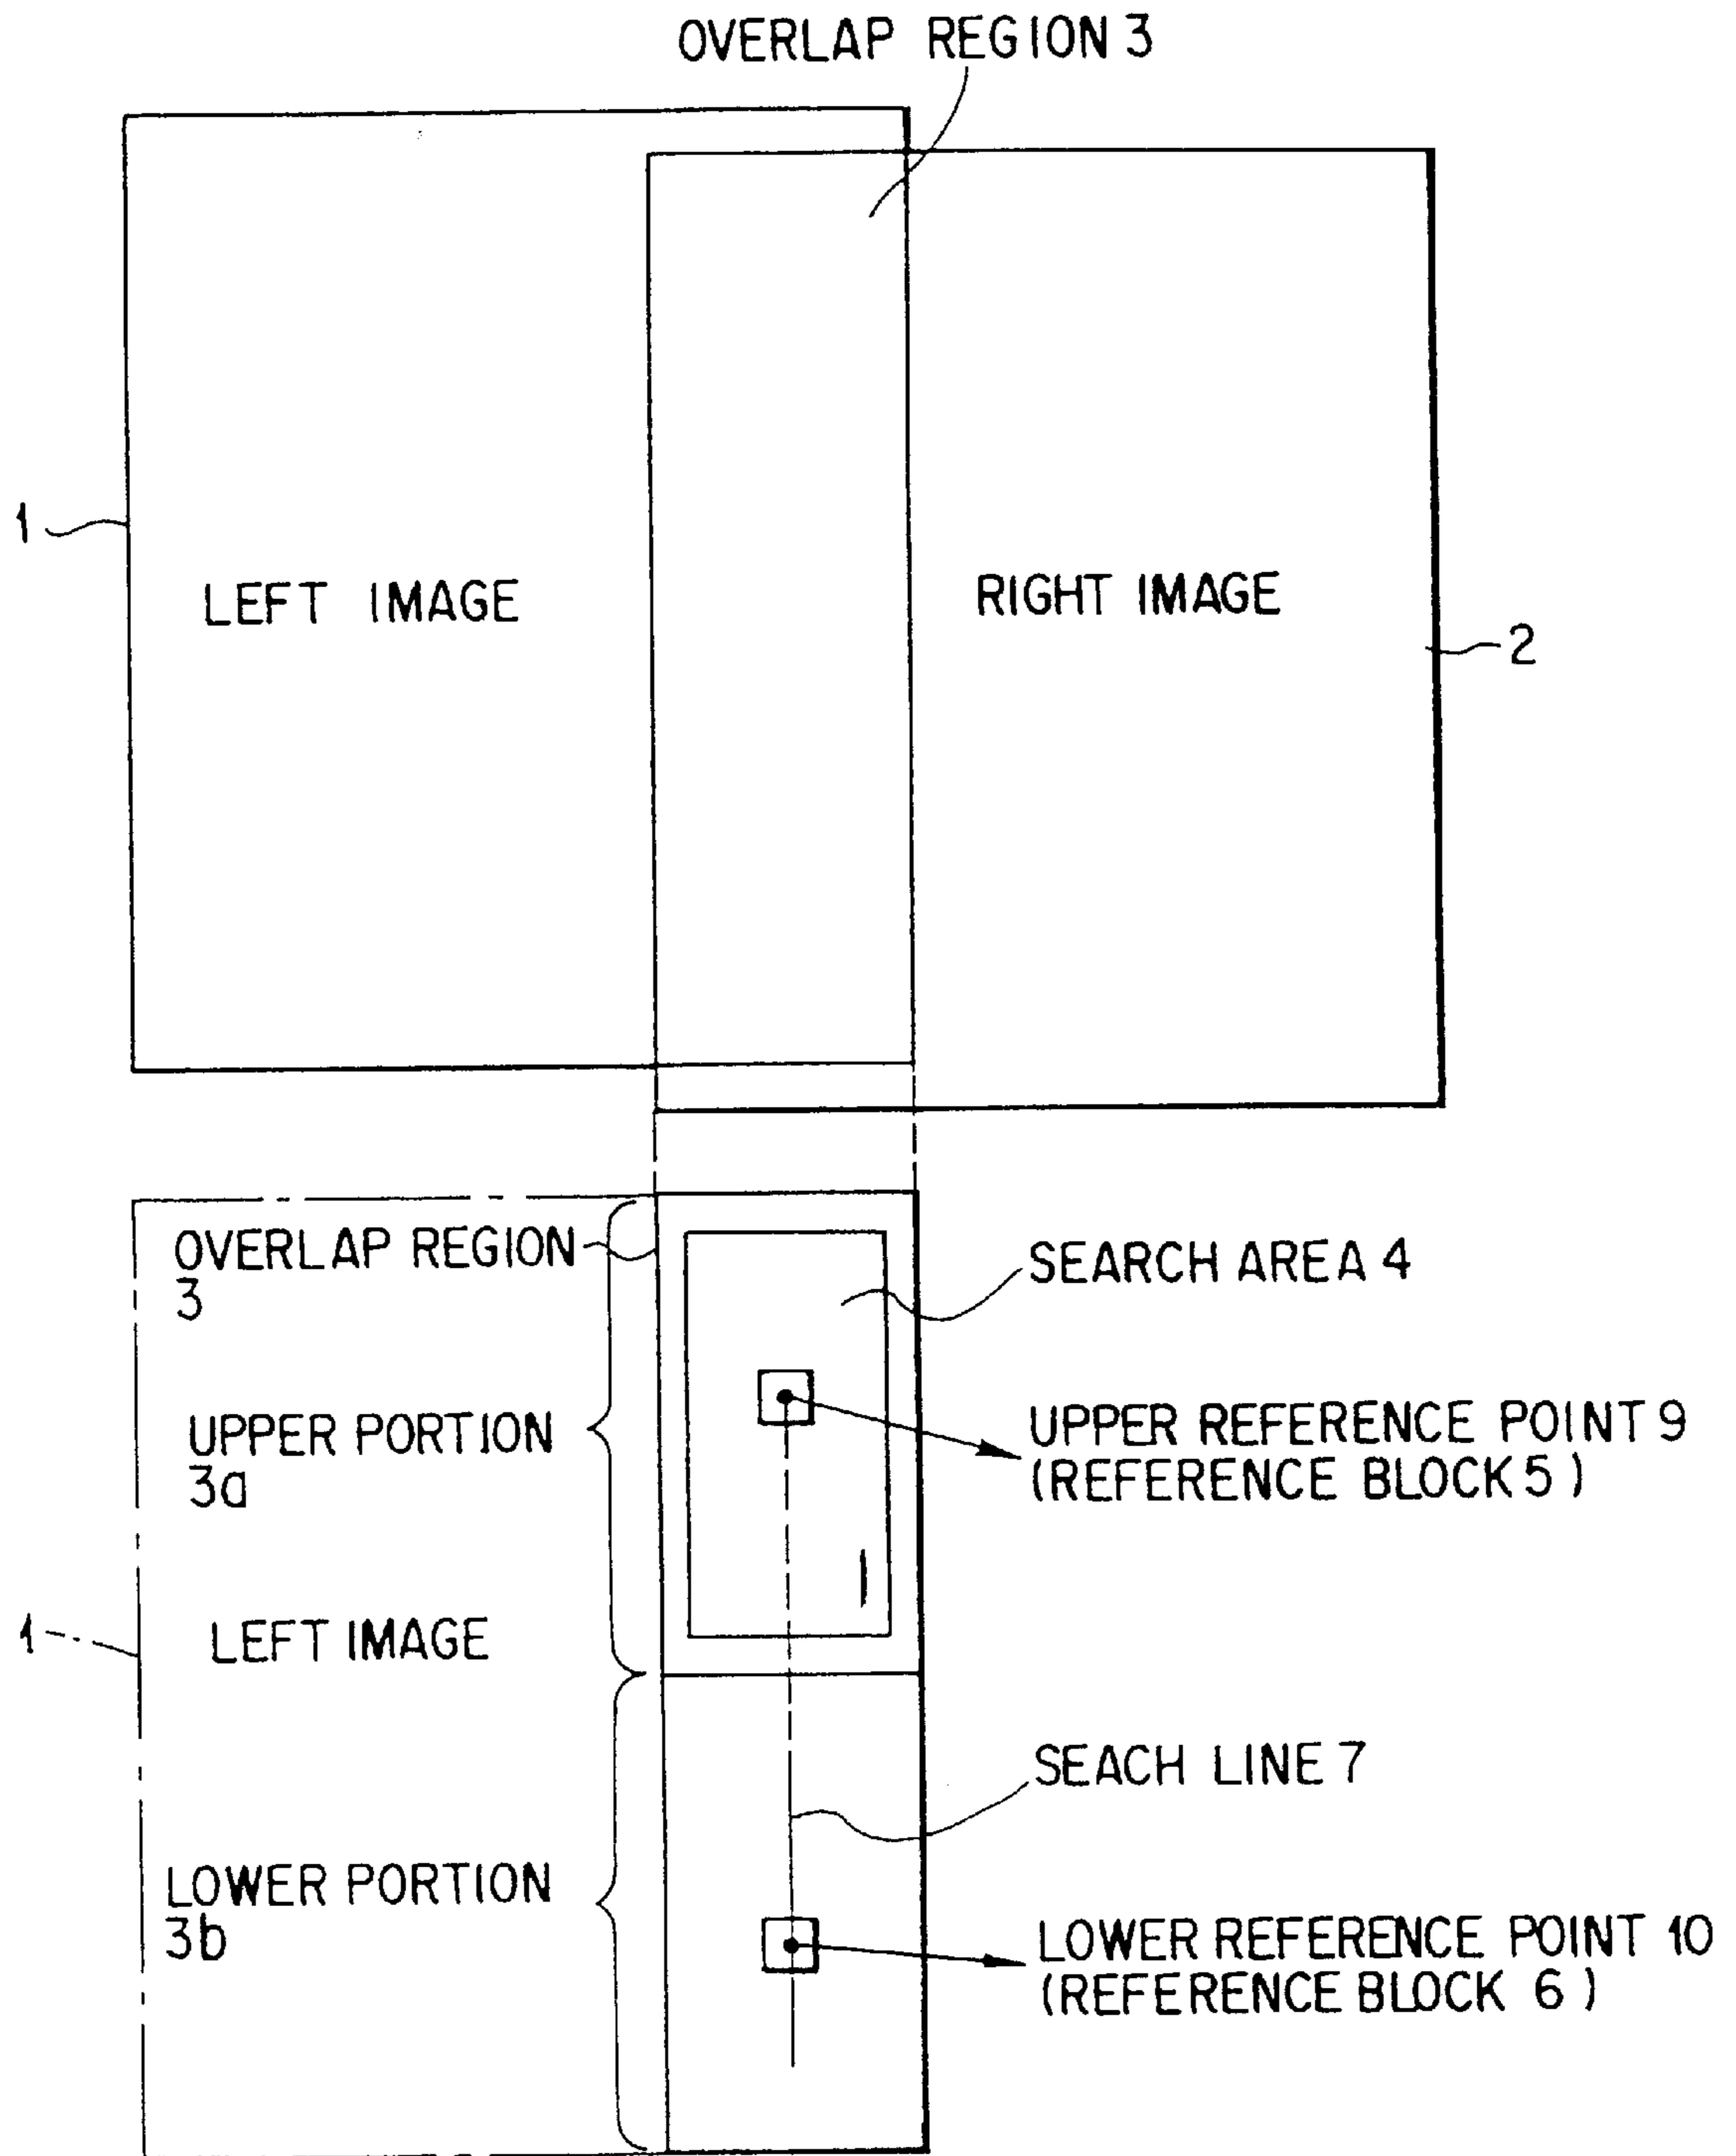 OVERLAP REGION 3
1
LEFT IMAGE
RIGHT IMAGE
2
OVERLAP REGION
3
SEARCH AREA 4
UPPER PORTION
3a
UPPER REFERENCE POINT 9
(REFERENCE BLOCK 5)
1
LEFT IMAGE
SEACH LINE 7
LOWER PORTION
3b
LOWER REFERENCE POINT 10
(REFERENCE BLOCK 6)